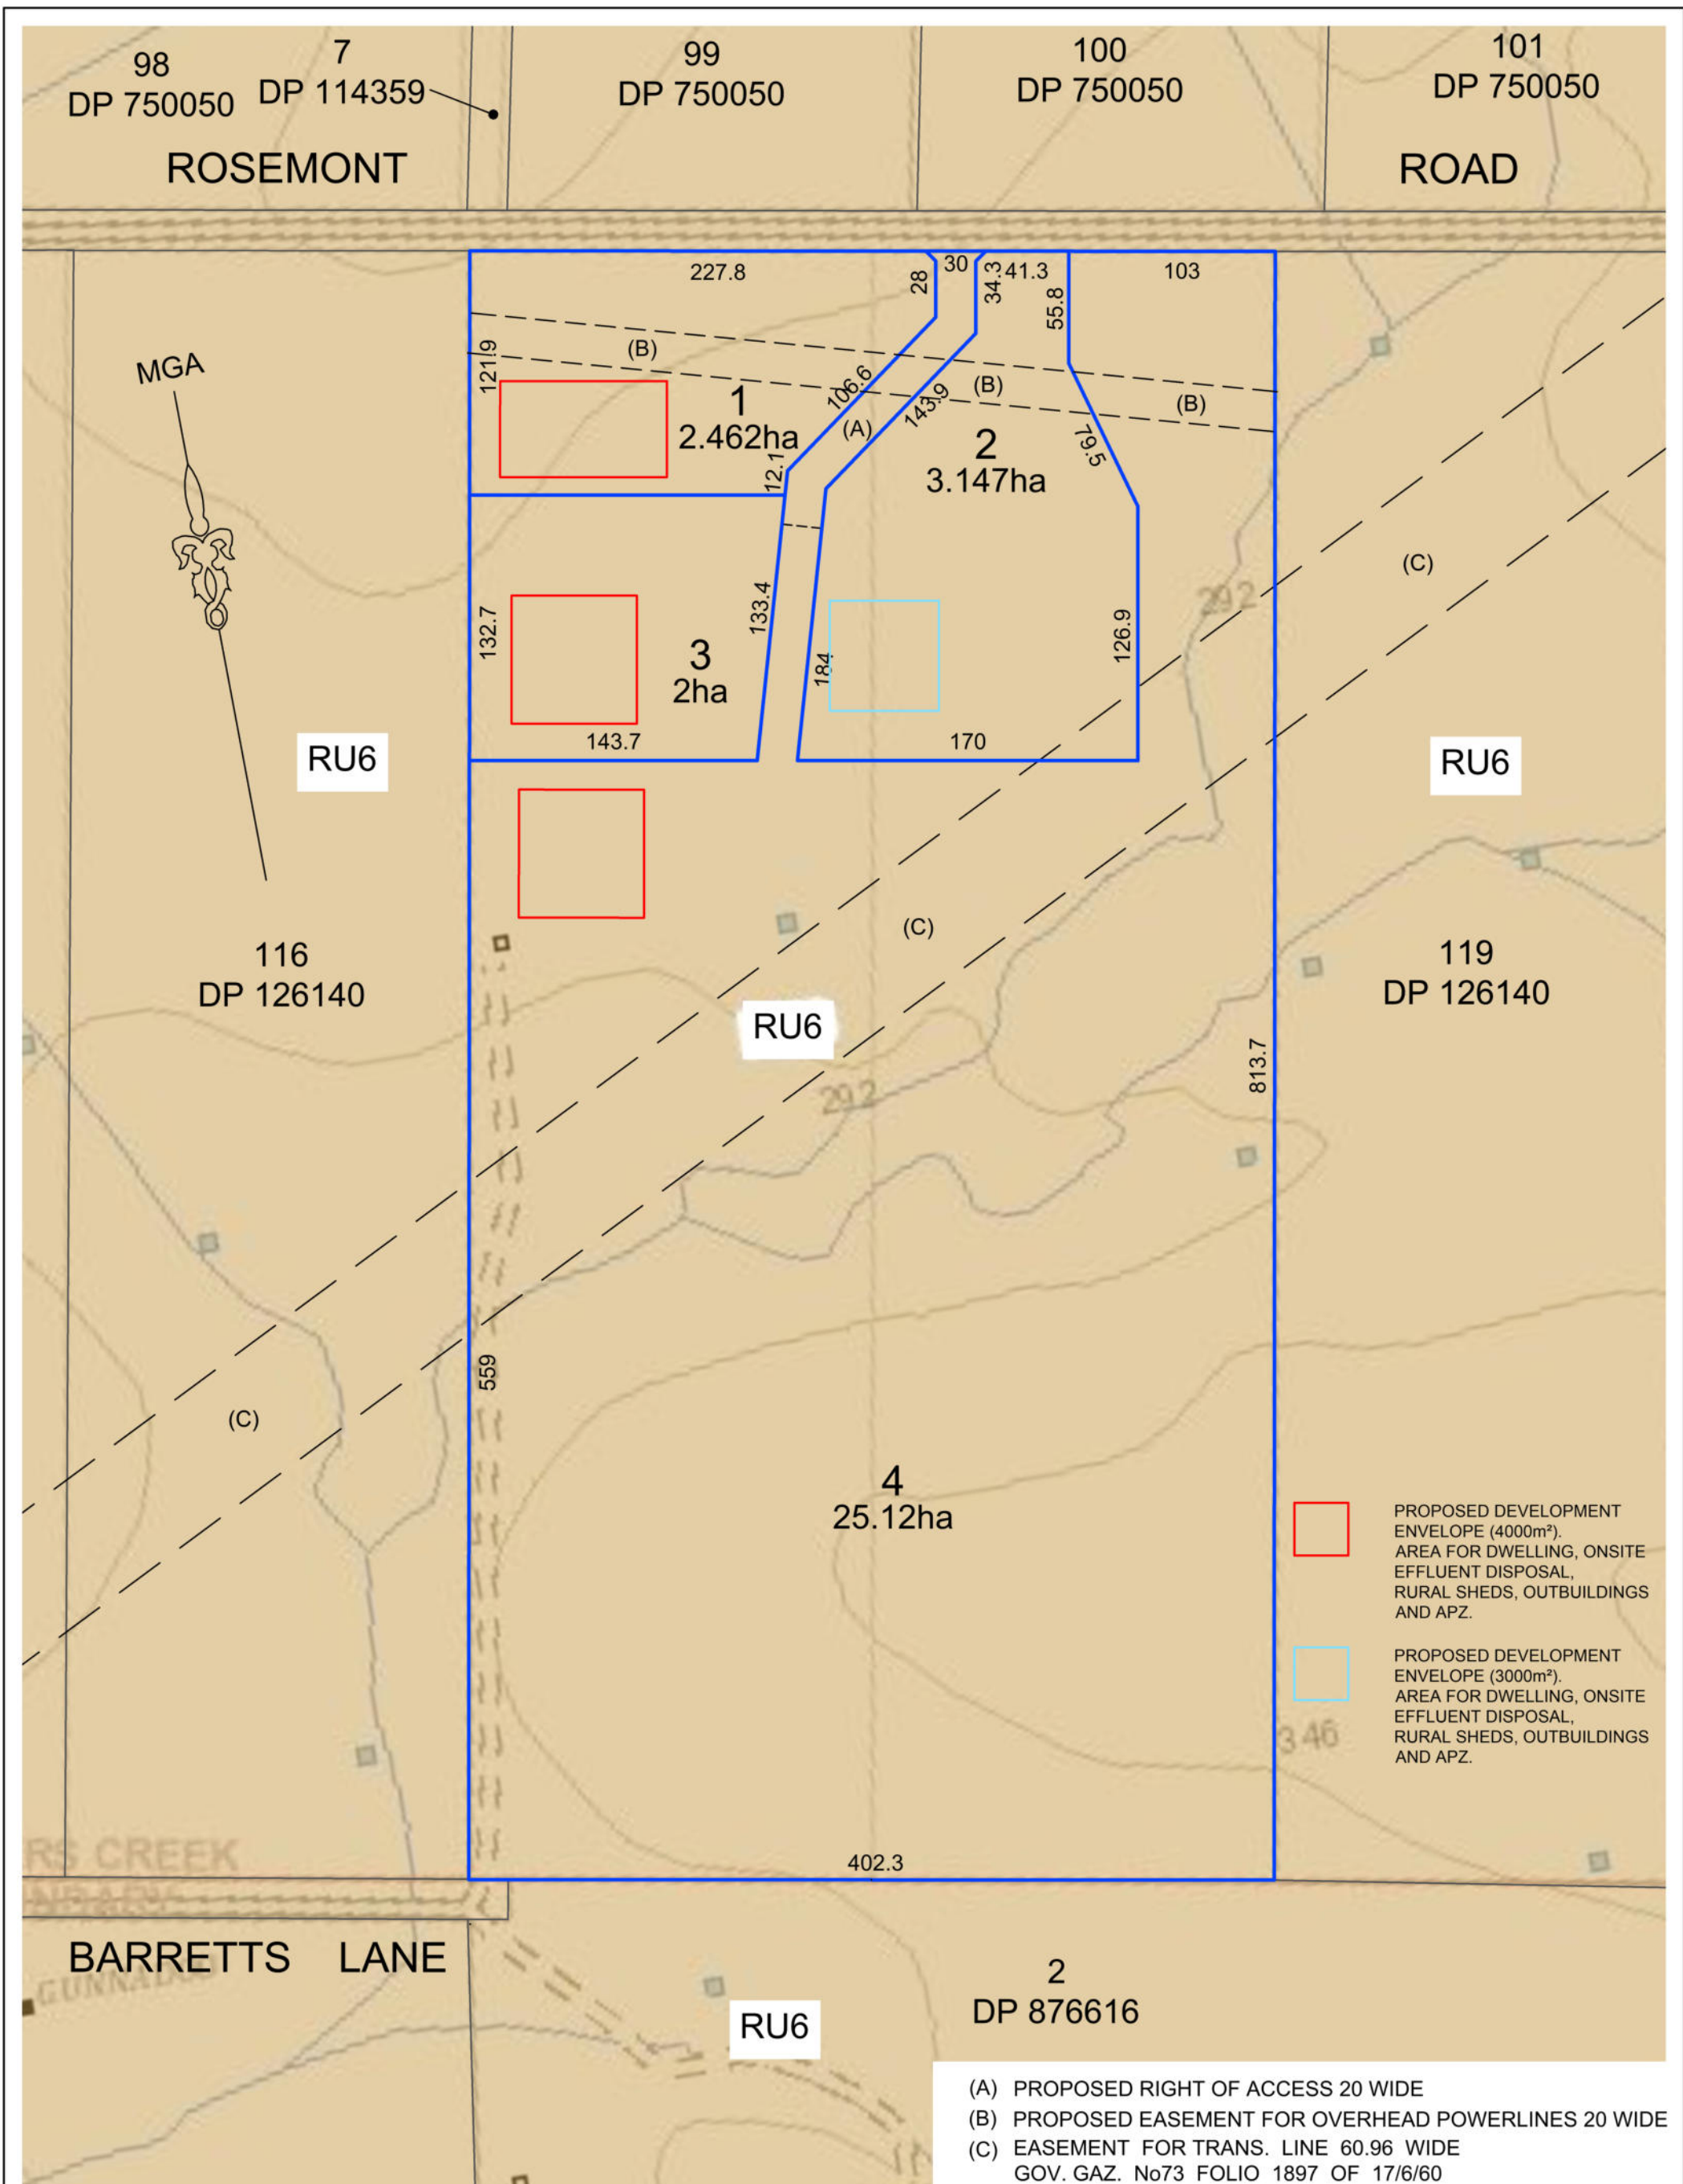 98
DP 750050
7
DP 114359
99
DP 750050
100
DP 750050
101
DP 750050
ROSEMONT ROAD
227.8
28
30
34.3
41.3
55.8
103
MGA
121.9
(B)
106.6
143.9
(B)
(B)
1
2.462ha
(A)
2
3.147ha
79.5
12.1
(C)
292
132.7
133.4
3
2ha
184
126.9
143.7
170
RU6
RU6
(C)
116
DP 126140
119
DP 126140
RU6
813.7
292
559
(C)
4
25.12ha
PROPOSED DEVELOPMENT
ENVELOPE (4000m²).
AREA FOR DWELLING, ONSITE
EFFLUENT DISPOSAL,
RURAL SHEDS, OUTBUILDINGS
AND APZ.
PROPOSED DEVELOPMENT
ENVELOPE (3000m²).
AREA FOR DWELLING, ONSITE
EFFLUENT DISPOSAL,
RURAL SHEDS, OUTBUILDINGS
AND APZ.
346
RS CREEK
402.3
BARRETTS LANE
GUNNADOO
2
DP 876616
RU6
(A) PROPOSED RIGHT OF ACCESS 20 WIDE
(B) PROPOSED EASEMENT FOR OVERHEAD POWERLINES 20 WIDE
(C) EASEMENT FOR TRANS. LINE 60.96 WIDE
GOV. GAZ. No73 FOLIO 1897 OF 17/6/60